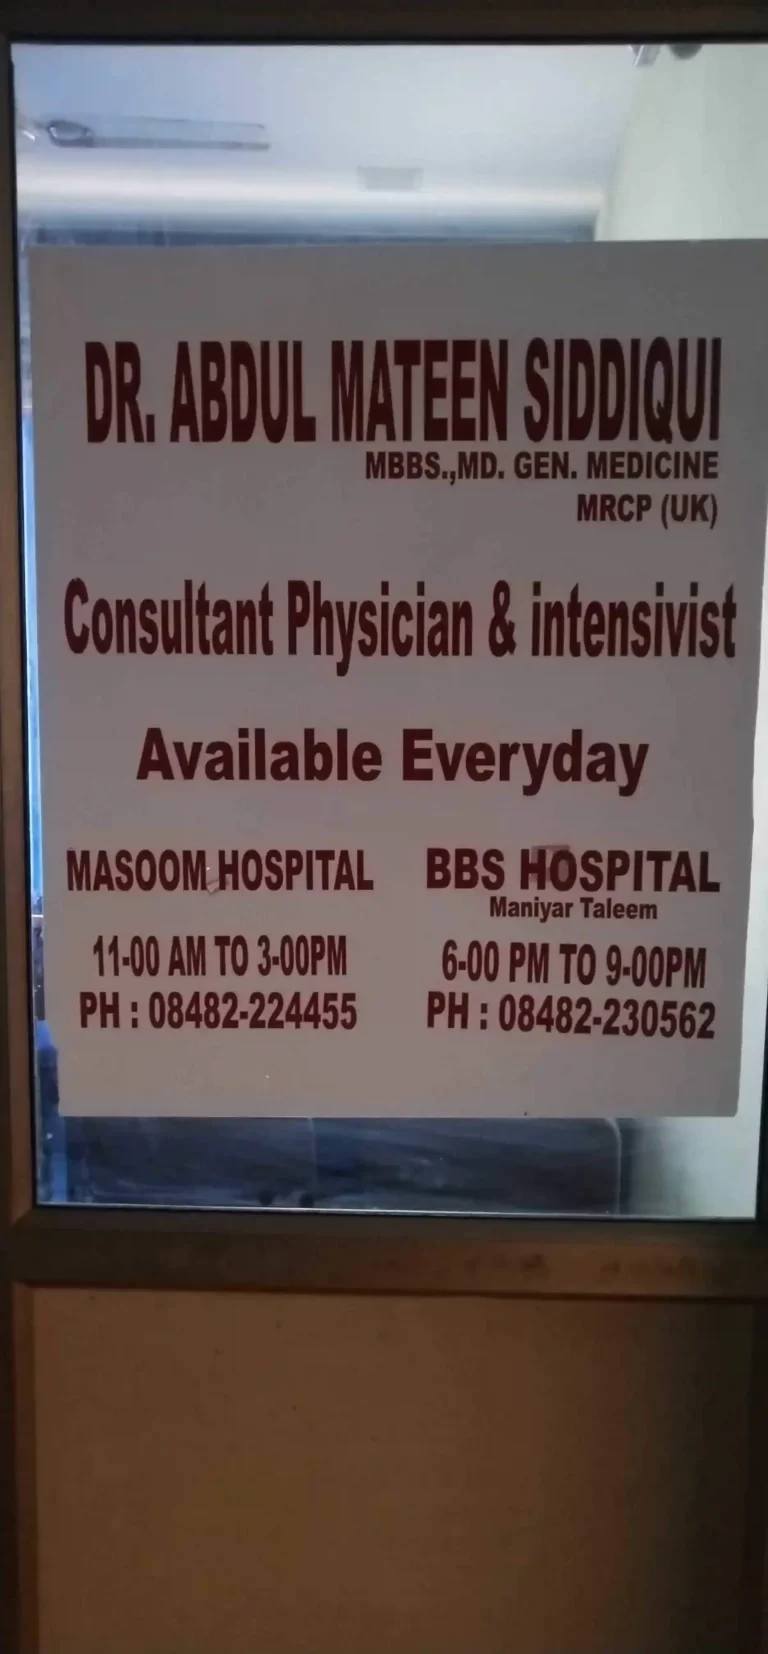 DR. ABDUL MATEEN SIDDIQUI
MBBS.,MD. GEN. MEDICINE
MRCP (UK)
Consultant Physician & intensivist
Available Everyday
MASOOM HOSPITAL
11-00 AM TO 3-00PM
PH : 08482-224455
BBS HOSPITAL
Maniyar Taleem
6-00 PM TO 9-00PM
PH : 08482-230562